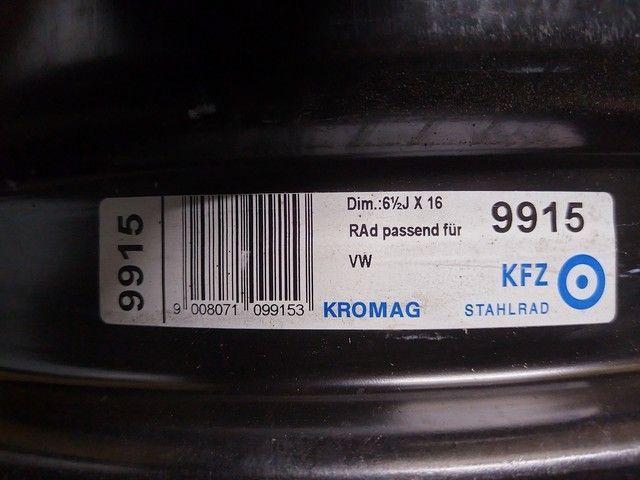 9915
9 008071 099153
Dim.:6½J X 16
RAd passend für
VW
9915
KROMAG
KFZ
STAHLRAD